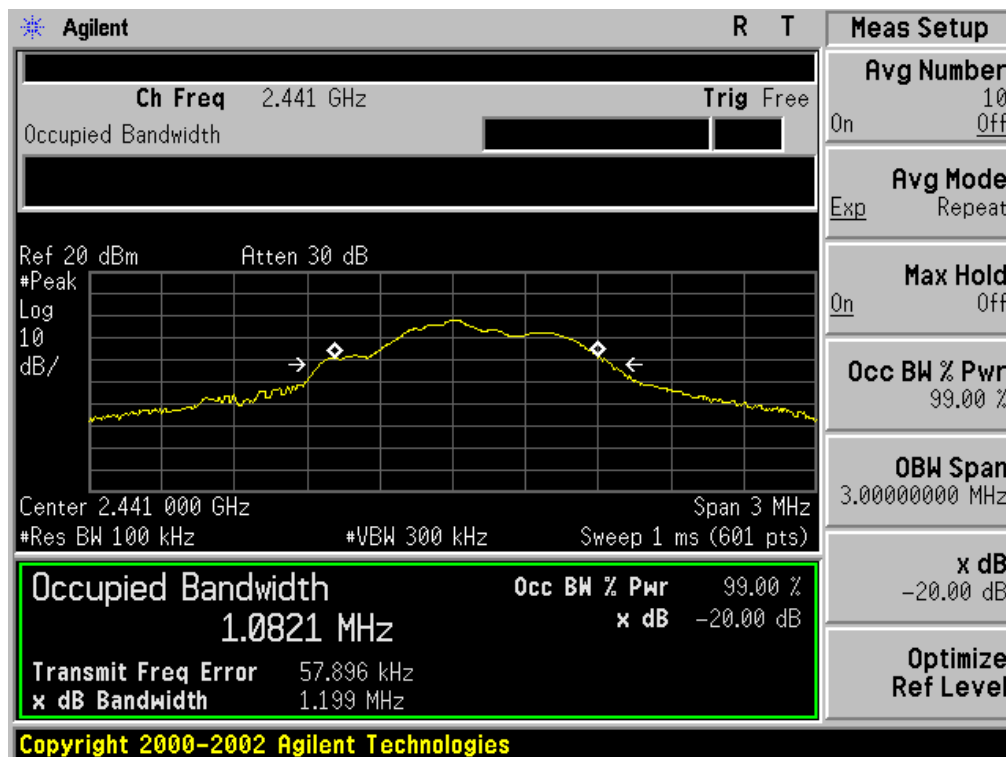 Agilent R T
Ch Freq 2.441 GHz Trig Free
Occupied Bandwidth
Ref 20 dBm Atten 30 dB
#Peak
Log
10
dB/
Center 2.441 000 GHz Span 3 MHz
#Res BW 100 kHz #VBW 300 kHz Sweep 1 ms (601 pts)
Occupied Bandwidth
1.0821 MHz
Occ BW % Pwr 99.00 %
x dB -20.00 dB
Transmit Freq Error 57.896 kHz
x dB Bandwidth 1.199 MHz
Copyright 2000-2002 Agilent Technologies
Meas Setup
Avg Number
10
On Off
Avg Mode
Exp Repeat
Max Hold
On Off
Occ BW % Pwr
99.00 %
OBW Span
3.00000000 MHz
x dB
-20.00 dB
Optimize
Ref Level